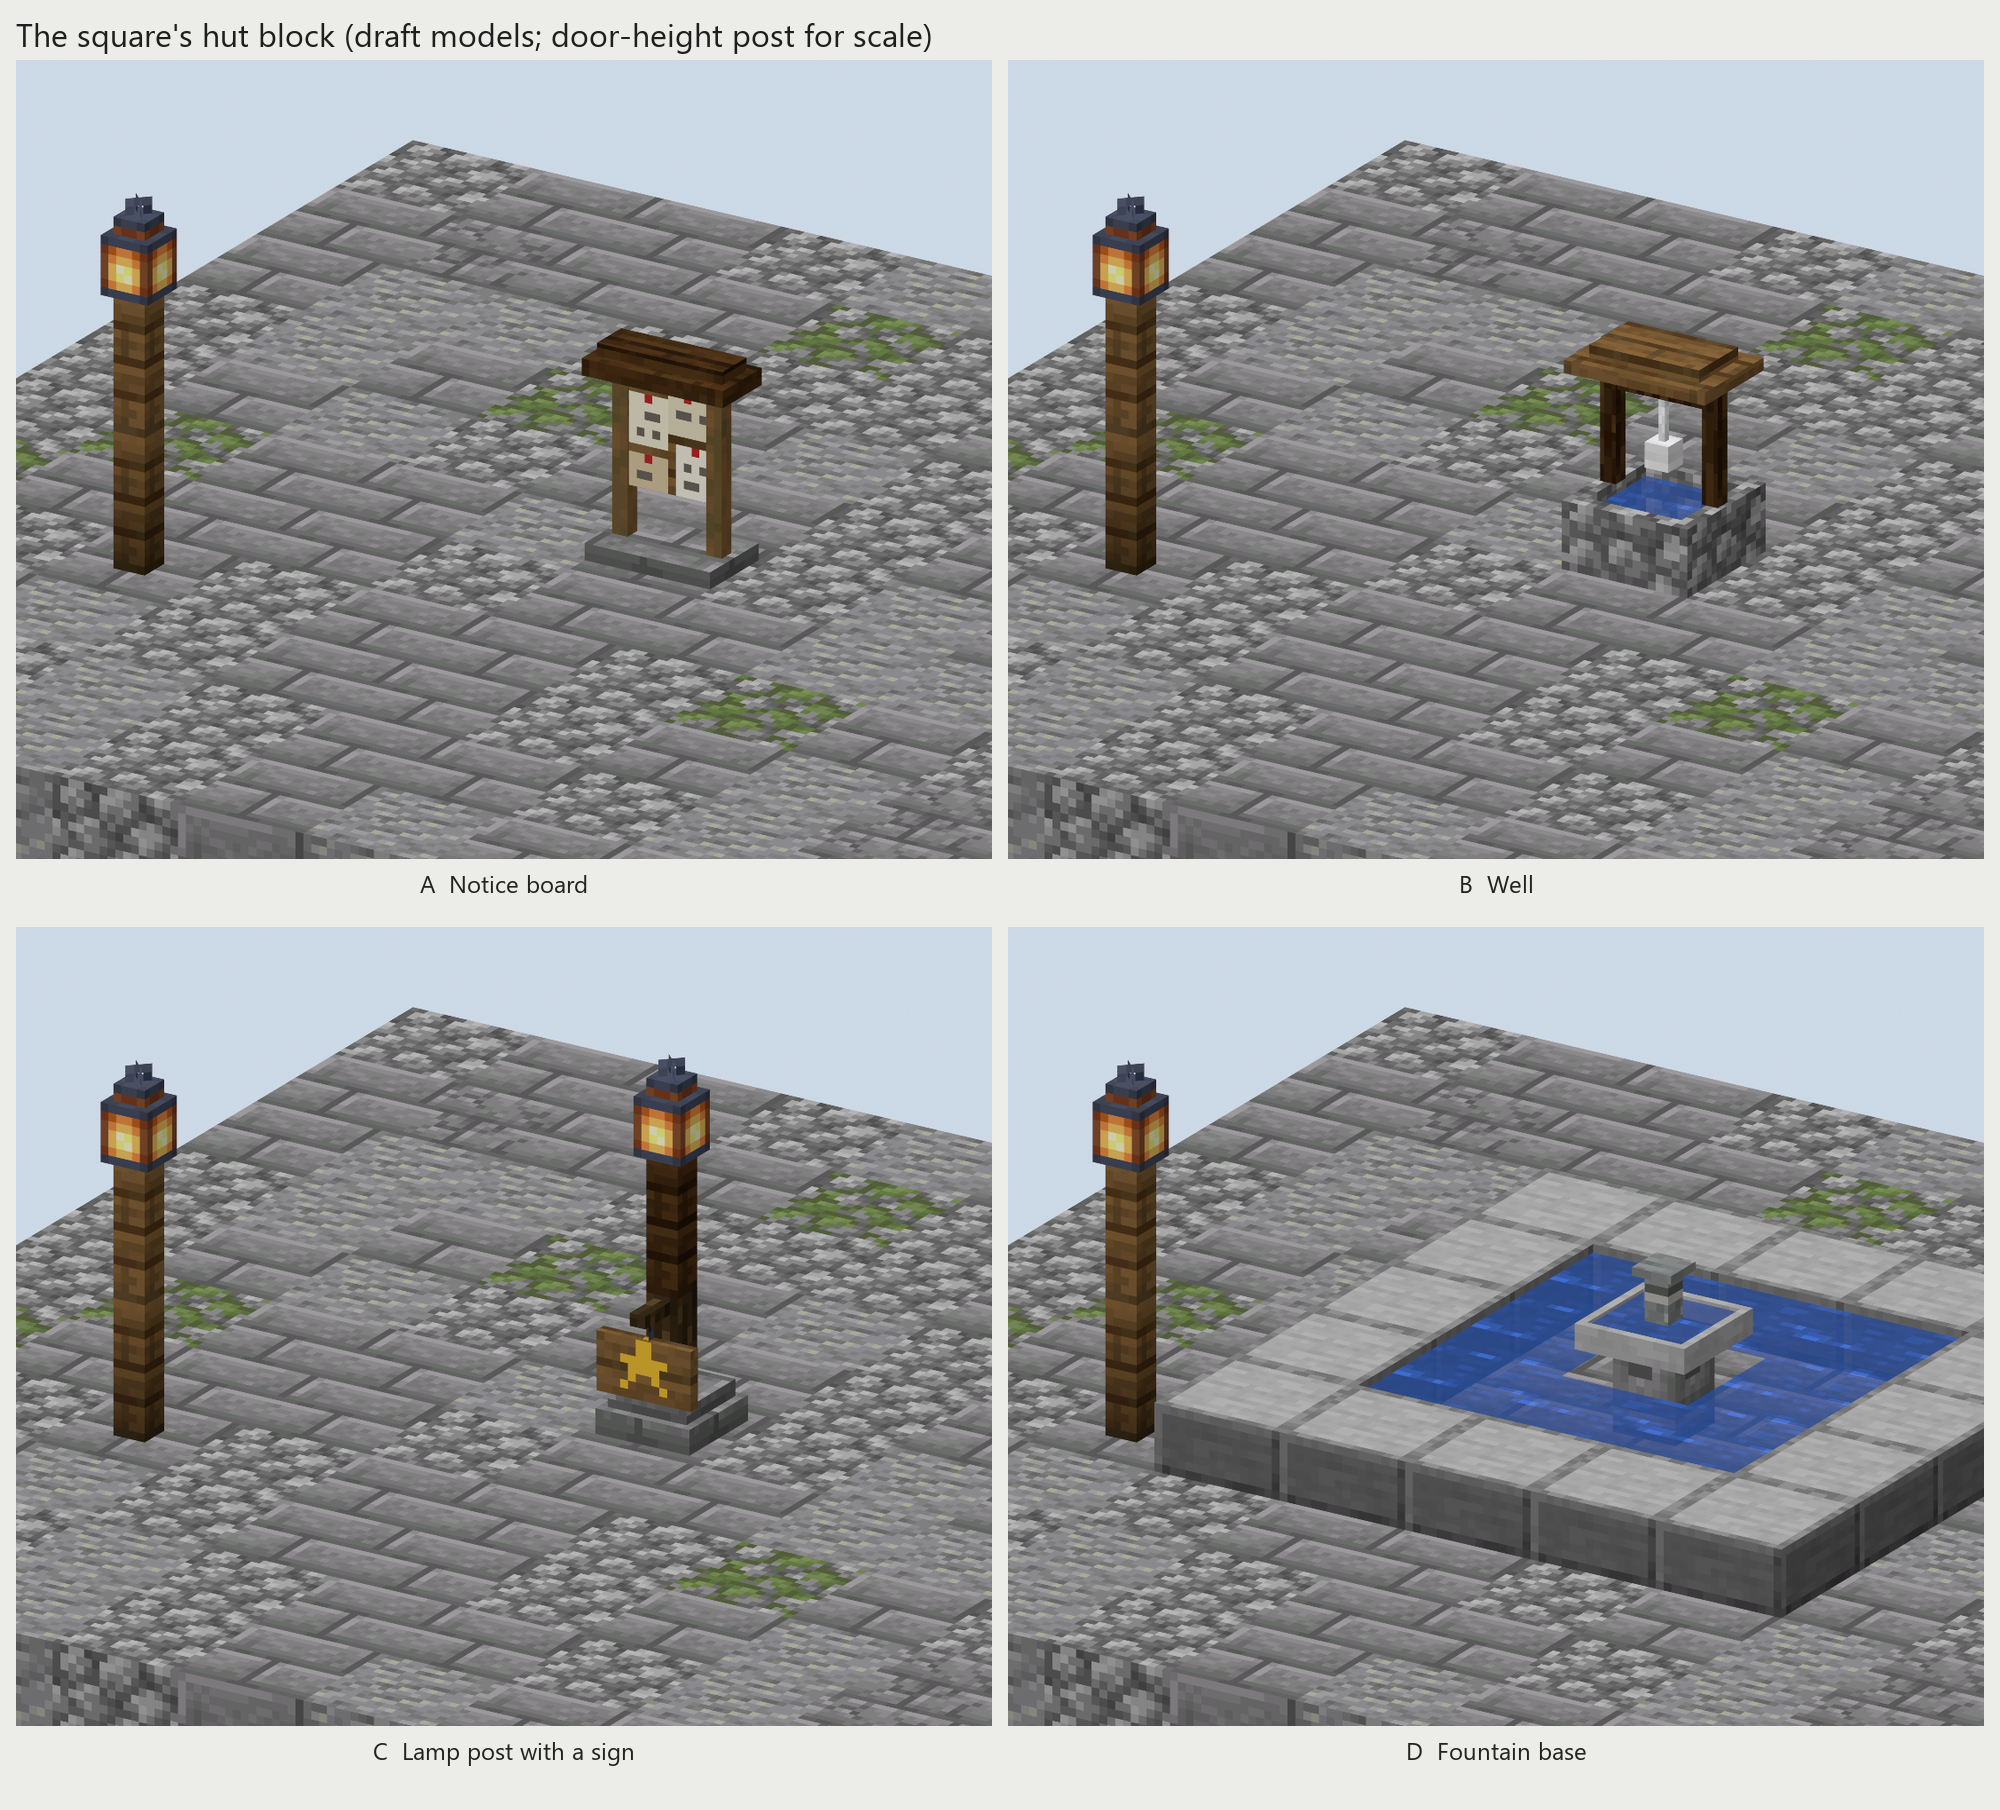 The square's hut block (draft models; door-height post for scale)
A Notice board
B Well
C Lamp post with a sign
D Fountain base